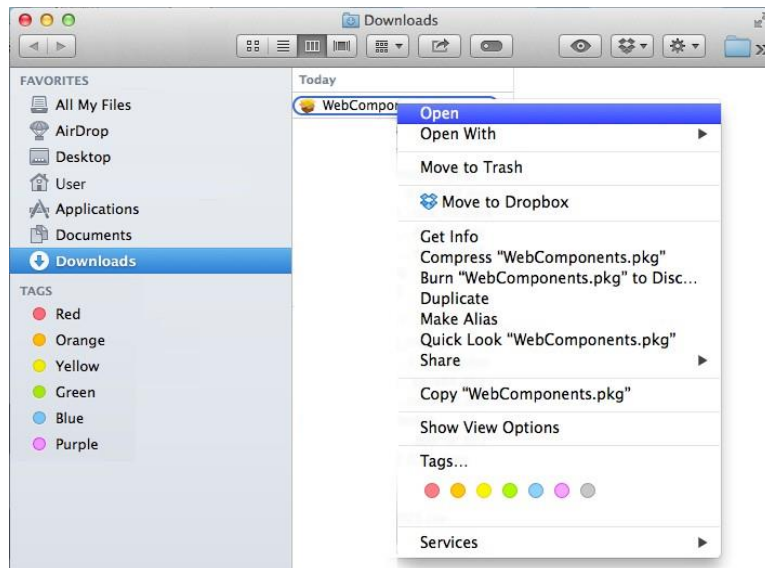 Downloads
FAVORITES
All My Files
AirDrop
Desktop
User
Applications
Documents
Downloads
TAGS
Red
Orange
Yellow
Green
Blue
Purple
Today
WebCompo
Open
Open With
Move to Trash
Move to Dropbox
Get Info
Compress "WebComponents.pkg"
Burn "WebComponents.pkg" to Disc...
Duplicate
Make Alias
Quick Look "WebComponents.pkg"
Share
Copy "WebComponents.pkg"
Show View Options
Tags...
Services